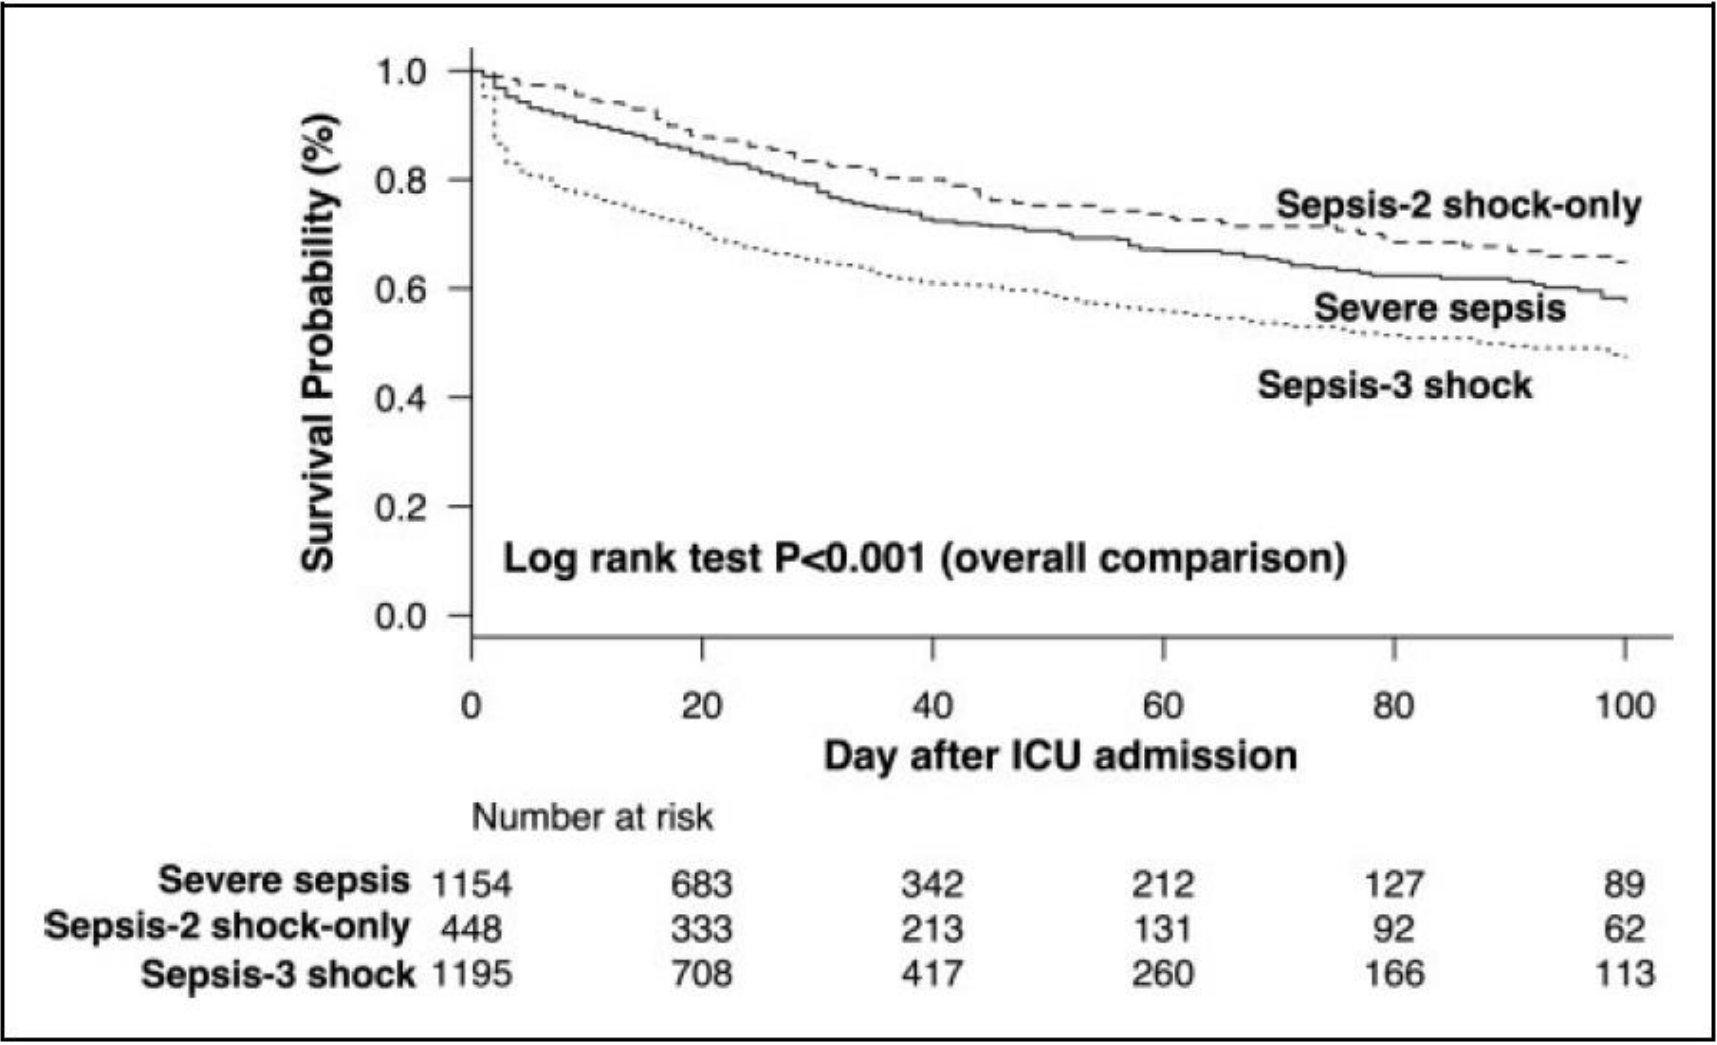 Survival Probability (%)
1.0
0.8
0.6
0.4
0.2
0.0
Sepsis-2 shock-only
Severe sepsis
Sepsis-3 shock
Log rank test P<0.001 (overall comparison)
0 20 40 60 80 100
Day after ICU admission
Number at risk
Severe sepsis 1154 683 342 212 127 89
Sepsis-2 shock-only 448 333 213 131 92 62
Sepsis-3 shock 1195 708 417 260 166 113